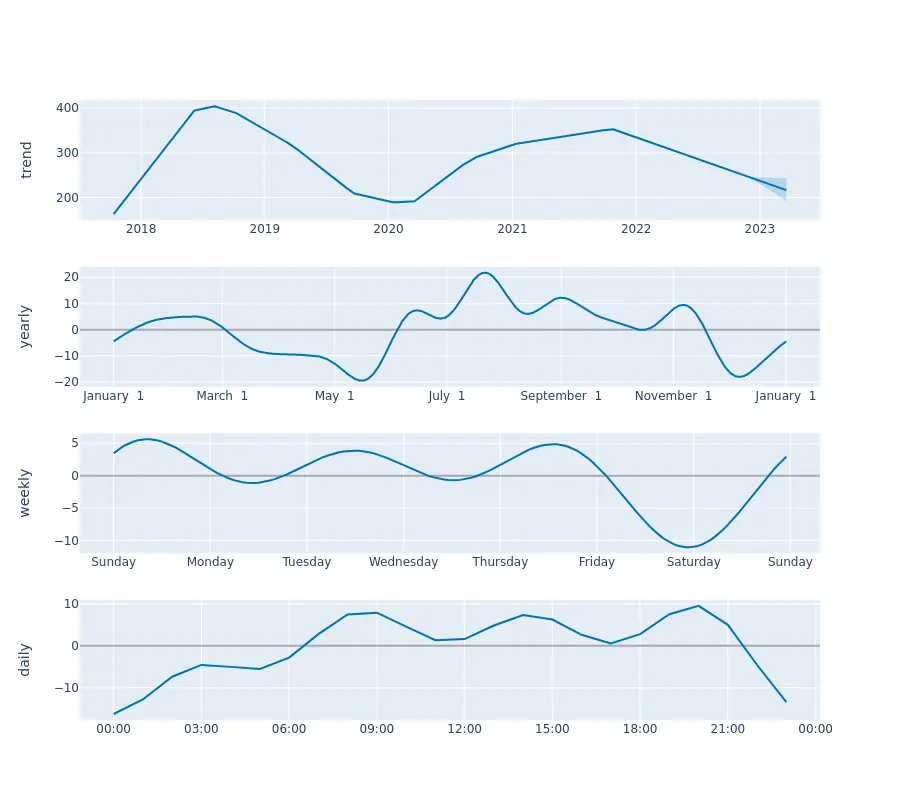 trend
400
300
200
2018 2019 2020 2021 2022 2023
yearly
20
10
0
−10
−20
January 1 March 1 May 1 July 1 September 1 November 1 January 1
weekly
5
0
−5
−10
Sunday Monday Tuesday Wednesday Thursday Friday Saturday Sunday
daily
10
0
−10
00:00 03:00 06:00 09:00 12:00 15:00 18:00 21:00 00:00